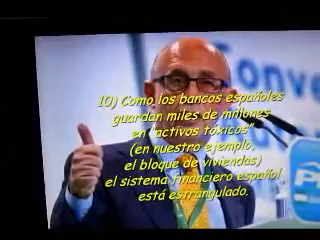 Conve
10) Como los bancos españoles
guardan miles de millones
en "activos tóxicos"
(en nuestro ejemplo,
el bloque de viviendas)
el sistema financiero español
está estrangulado.